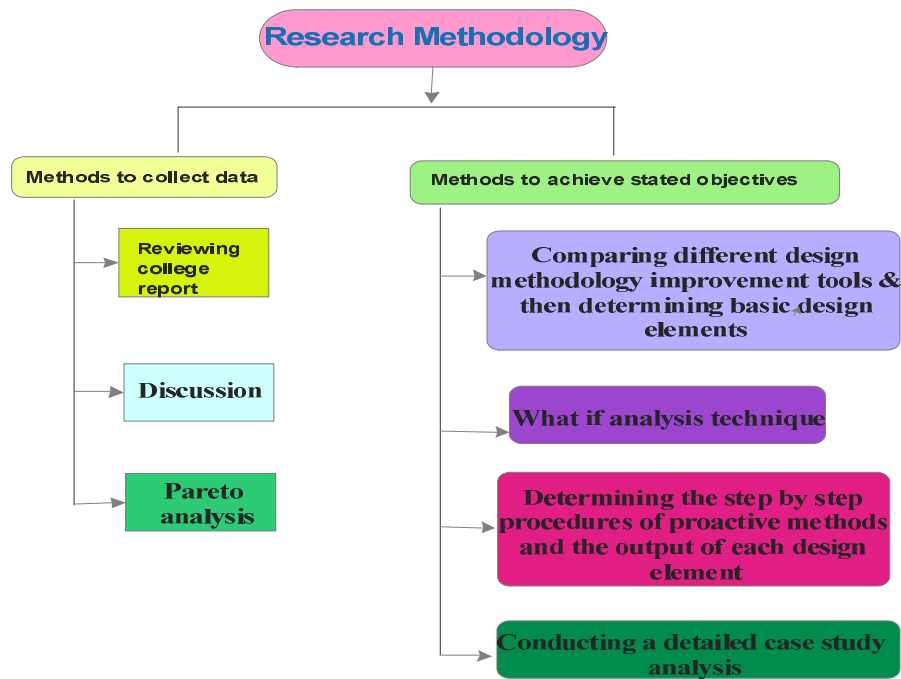 Research Methodology
Methods to collect data
Reviewing
college
report
Discussion
Pareto
analysis
Methods to achieve stated objectives
Comparing different design
methodology improvement tools &
then determining basic design
elements
What if analysis technique
Determining the step by step
procedures of proactive methods
and the output of each design
element
Conducting a detailed case study
analysis